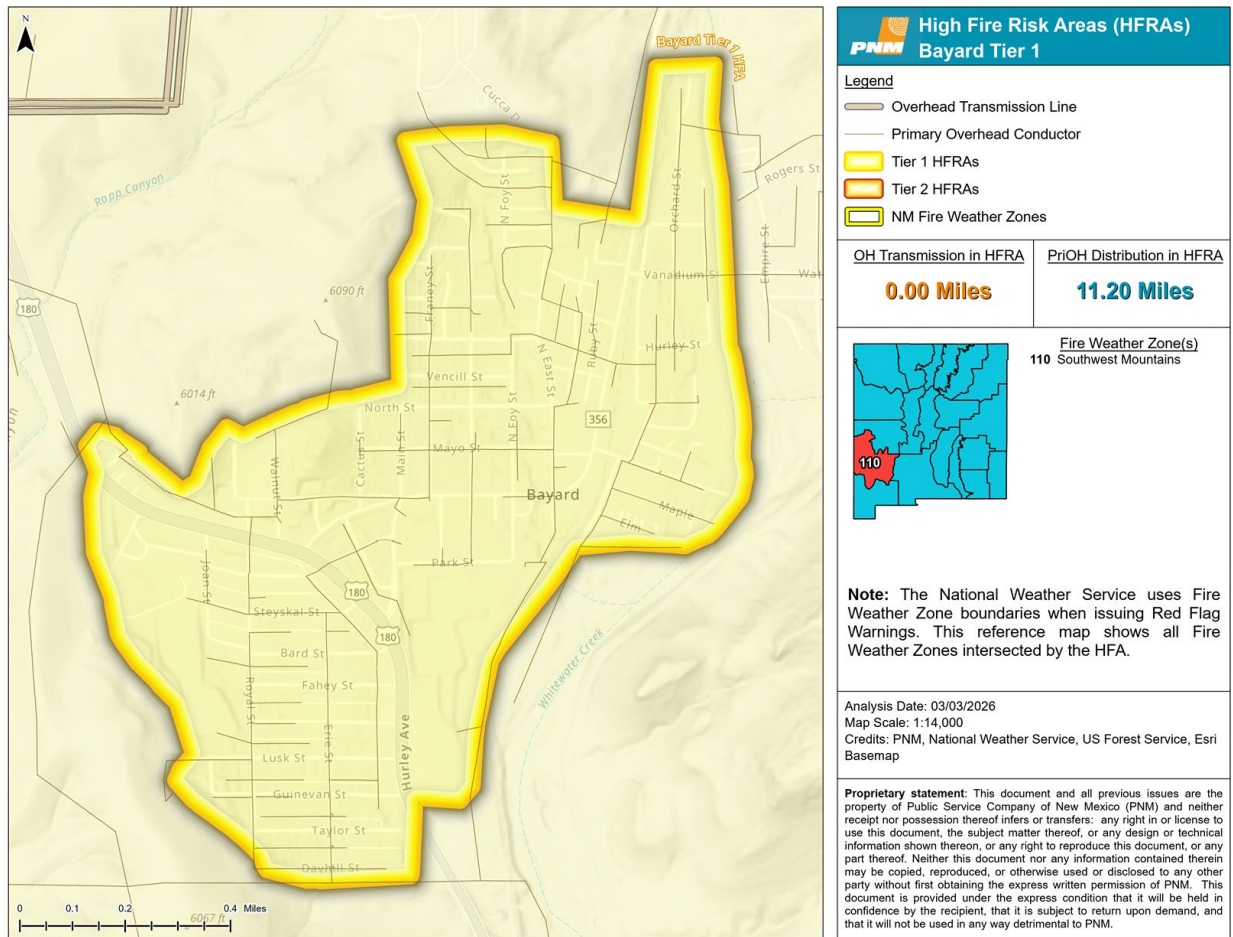 PNM
High Fire Risk Areas (HFRAs)
Bayard Tier 1
Legend
Overhead Transmission Line
Primary Overhead Conductor
Tier 1 HFRAs
Tier 2 HFRAs
NM Fire Weather Zones
OH Transmission in HFRA
0.00 Miles
PriOH Distribution in HFRA
11.20 Miles
Fire Weather Zone(s)
110 Southwest Mountains
110
Note: The National Weather Service uses Fire
Weather Zone boundaries when issuing Red Flag
Warnings. This reference map shows all Fire
Weather Zones intersected by the HFA.
Analysis Date: 03/03/2026
Map Scale: 1:14,000
Credits: PNM, National Weather Service, US Forest Service, Esri
Basemap
Proprietary statement: This document and all previous issues are the
property of Public Service Company of New Mexico (PNM) and neither
receipt nor possession thereof infers or transfers: any right in or license to
use this document, the subject matter thereof, or any design or technical
information shown thereon, or any right to reproduce this document, or any
part thereof. Neither this document nor any information contained therein
may be copied, reproduced, or otherwise used or disclosed to any other
party without first obtaining the express written permission of PNM. This
document is provided under the express condition that it will be held in
confidence by the recipient, that it is subject to return upon demand, and
that it will not be used in any way detrimental to PNM.
N
Bayard Tier 1 HFA
Cucca D
Rapp Canyon
Rogers St
N Foy St
Orchard St
Empire St
Vanadium S
Wat
6090 ft
180
Franey St
Ruby St
Hurley St
N East St
Vencill St
6014 ft
North St
N Foy St
356
Cactus St
Main St
Mayo St
yon
Walnut St
Bayard
Maple
Elm
Park St
Joan St
180
Steyskal St
180
Bard St
Whitewater Creek
Fahey St
Royal St
Erie St
Hurley Ave
Lusk St
Guinevan St
Taylor St
Dayhill St
6067 ft
0 0.1 0.2 0.4 Miles